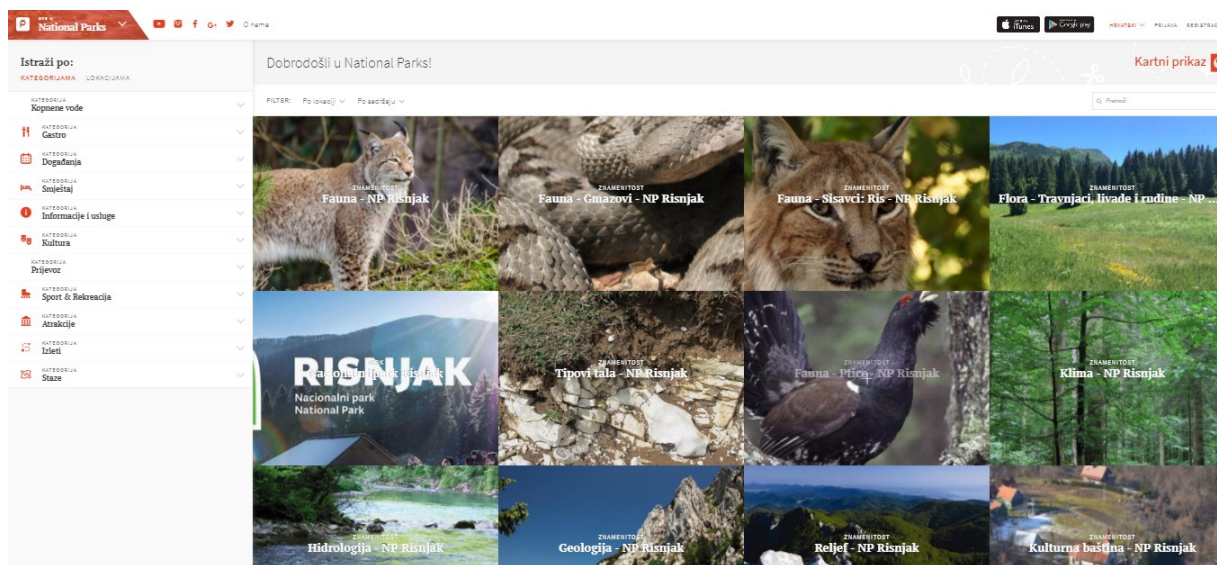 National Parks
O nama
iTunes
Google play
HRVATSKI
PRIJAVA
Istraži po:
KATEGORIJAMA LOKACIJAMA
Dobrodošli u National Parks!
Kartni prikaz
KATEGORIJA
Kopnene vode
KATEGORIJA
Gastro
KATEGORIJA
Događanja
KATEGORIJA
Smještaj
KATEGORIJA
Informacije i usluge
KATEGORIJA
Kultura
KATEGORIJA
Prijevoz
KATEGORIJA
Sport & Rekreacija
KATEGORIJA
Atrakcije
KATEGORIJA
Izleti
KATEGORIJA
Staze
FILTER: Po lokaciji Po sadržaju
ZNAMENITOST
Fauna - NP Risnjak
ZNAMENITOST
Fauna - Gmazovi - NP Risnjak
ZNAMENITOST
Fauna - Sisavci: Ris - NP Risnjak
ZNAMENITOST
Flora - Travnjaci, livade i rudine - NP ...
RISNJAK
Nacionalni park Risnjak
Nacionalni park
National Park
ZNAMENITOST
Tipovi tala - NP Risnjak
ZNAMENITOST
Fauna - Ptice - NP Risnjak
ZNAMENITOST
Klima - NP Risnjak
ZNAMENITOST
Hidrologija - NP Risnjak
ZNAMENITOST
Geologija - NP Risnjak
ZNAMENITOST
Reljef - NP Risnjak
ZNAMENITOST
Kulturna baština - NP Risnjak